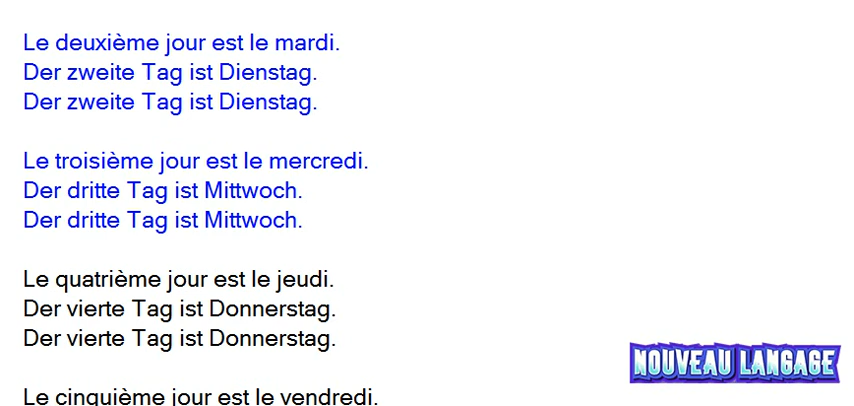 Le deuxième jour est le mardi.
Der zweite Tag ist Dienstag.
Der zweite Tag ist Dienstag.
Le troisième jour est le mercredi.
Der dritte Tag ist Mittwoch.
Der dritte Tag ist Mittwoch.
Le quatrième jour est le jeudi.
Der vierte Tag ist Donnerstag.
Der vierte Tag ist Donnerstag.
NOUVEAU LANGAGE
Le cinquième jour est le vendredi.